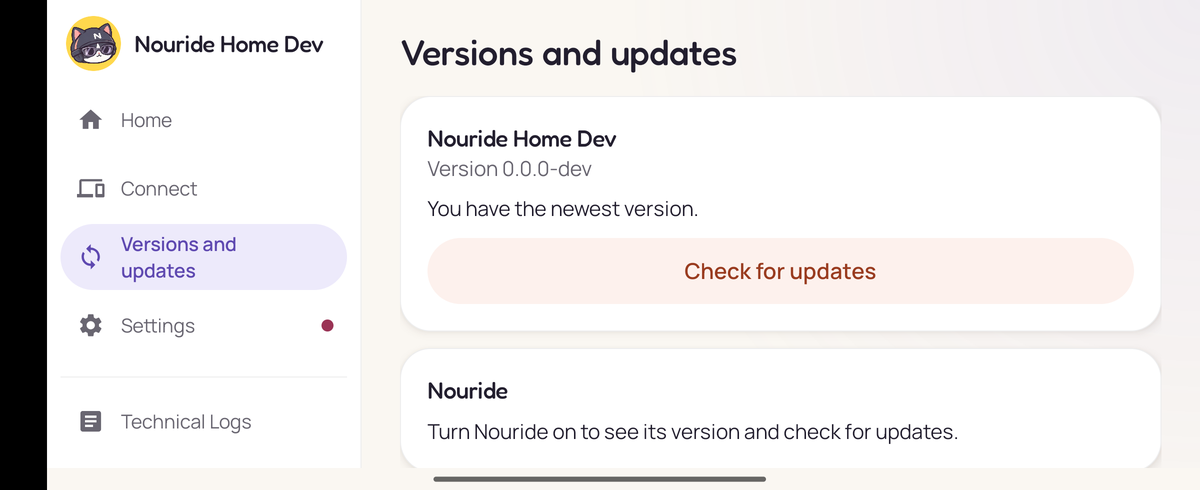 N
Nouride Home Dev
Home
Connect
Versions and
updates
Settings
Technical Logs
Versions and updates
Nouride Home Dev
Version 0.0.0-dev
You have the newest version.
Check for updates
Nouride
Turn Nouride on to see its version and check for updates.